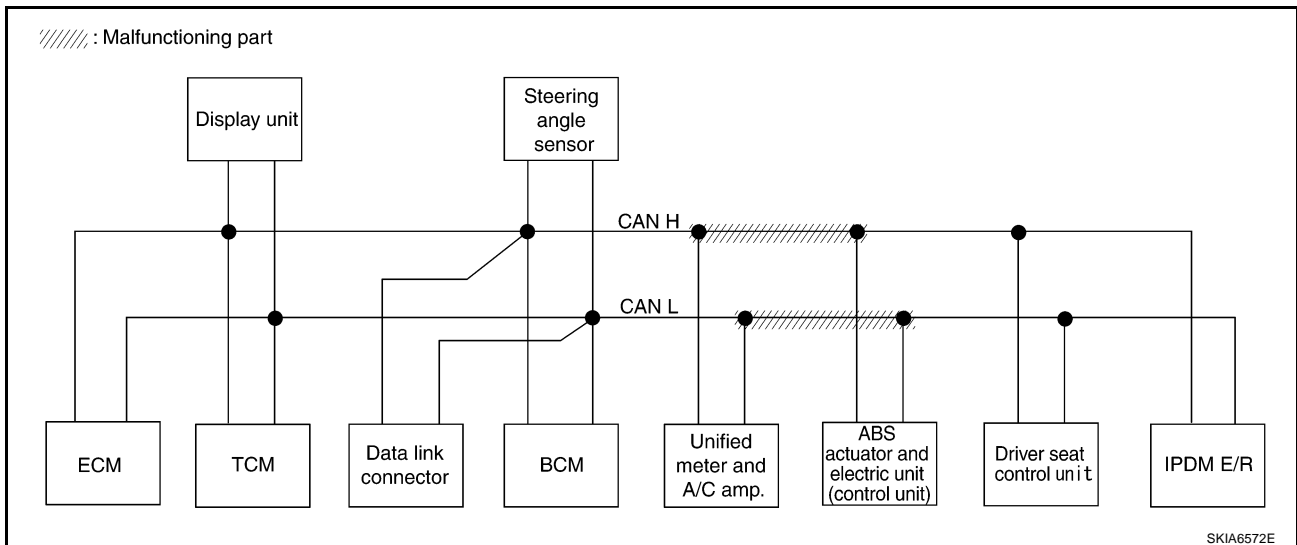 : Malfunctioning part
Display unit
Steering
angle
sensor
CAN H
CAN L
ECM
TCM
Data link
connector
BCM
Unified
meter and
A/C amp.
ABS
actuator and
electric unit
(control unit)
Driver seat
control unit
IPDM E/R
SKIA6572E